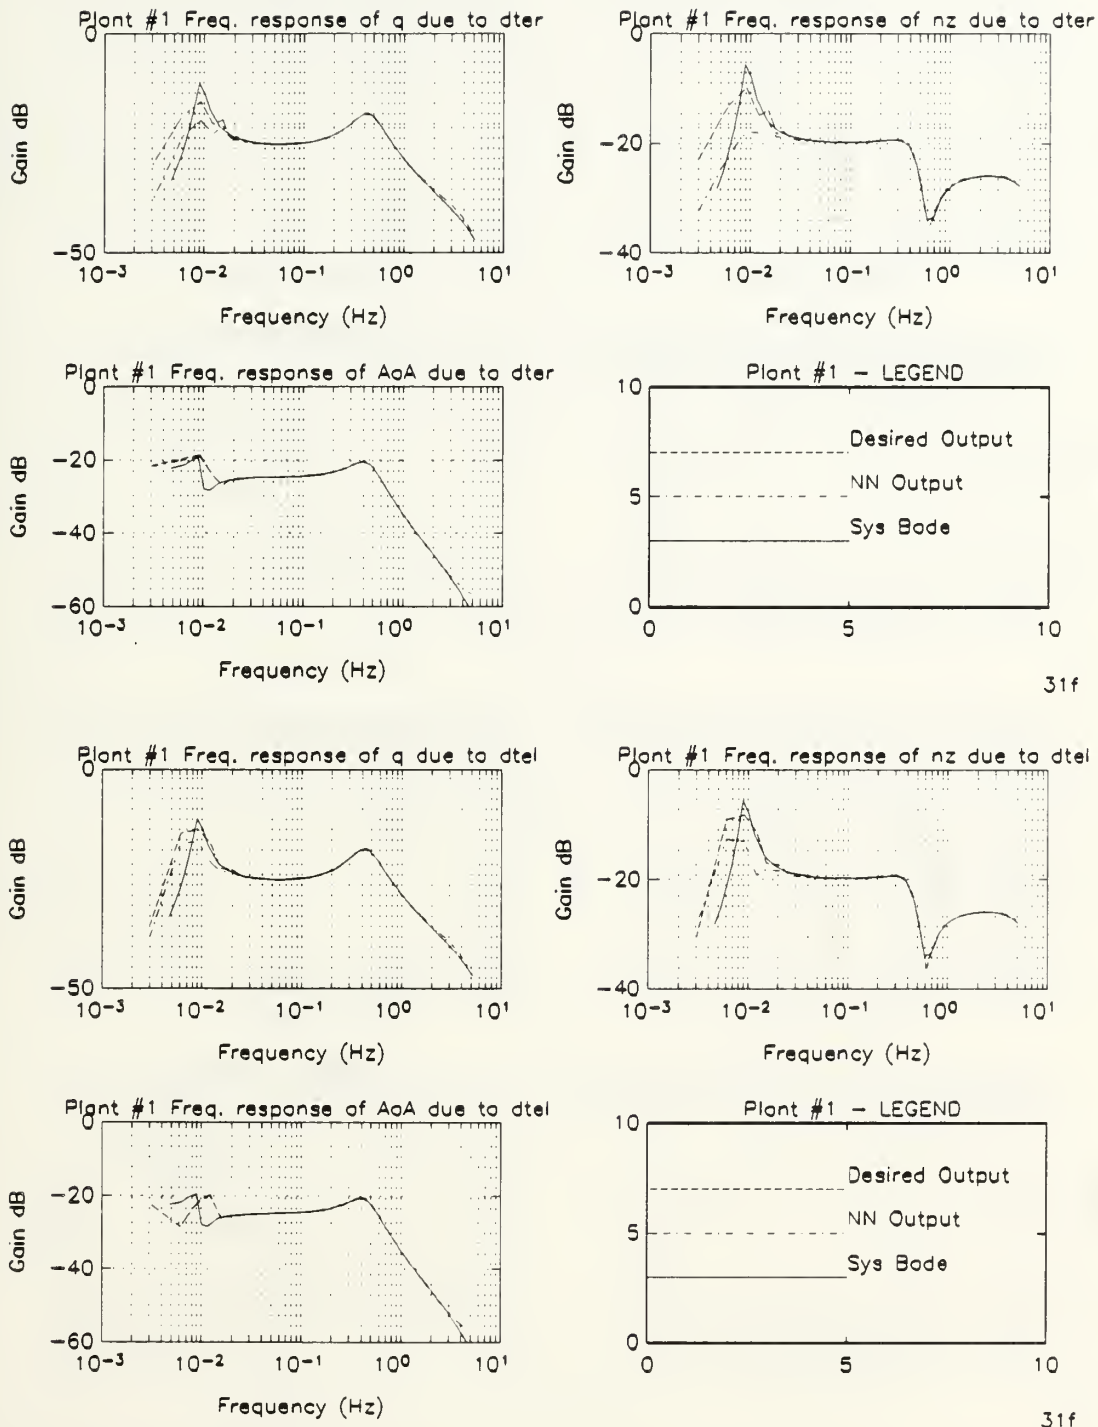 Plant #1 Freq. response of q due to dter
Gain dB
0
-50
10-3
10-2
10-1
10⁰
10¹
Frequency (Hz)
Plant #1 Freq. response of nz due to dter
Gain dB
0
-20
-40
10-3
10-2
10-1
10⁰
10¹
Frequency (Hz)
Plant #1 Freq. response of AoA due to dter
Gain dB
0
-20
-40
-60
10-3
10-2
10-1
10⁰
10¹
Frequency (Hz)
Plant #1 - LEGEND
10
5
0
Desired Output
NN Output
Sys Bode
0
5
10
31f
Plant #1 Freq. response of q due to dtel
Gain dB
0
-50
10-3
10-2
10-1
10⁰
10¹
Frequency (Hz)
Plant #1 Freq. response of nz due to dtel
Gain dB
0
-20
-40
10-3
10-2
10-1
10⁰
10¹
Frequency (Hz)
Plant #1 Freq. response of AoA due to dtel
Gain dB
0
-20
-40
-60
10-3
10-2
10-1
10⁰
10¹
Frequency (Hz)
Plant #1 - LEGEND
10
5
0
Desired Output
NN Output
Sys Bode
0
5
10
31f